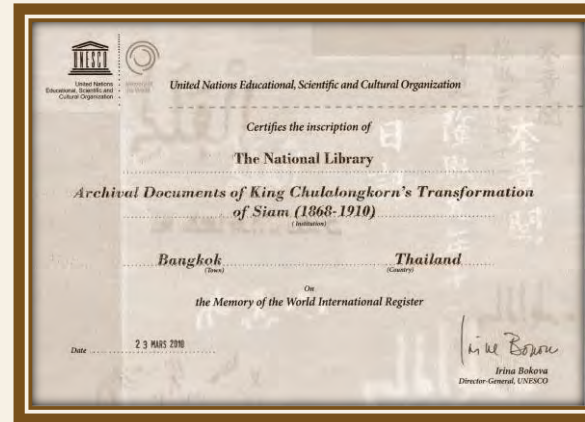 UNESCO
United Nations
Educational, Scientific and
Cultural Organization
United Nations Educational, Scientific and Cultural Organization
Certifies the inscription of
The National Library
Archival Documents of King Chulalongkorn's Transformation
of Siam (1868-1910)
(Institution)
Bangkok
Thailand
(Town)
(Country)
On
the Memory of the World International Register
Date
23 MARS 2010
Irina Bokova
Irina Bokova
Director-General, UNESCO